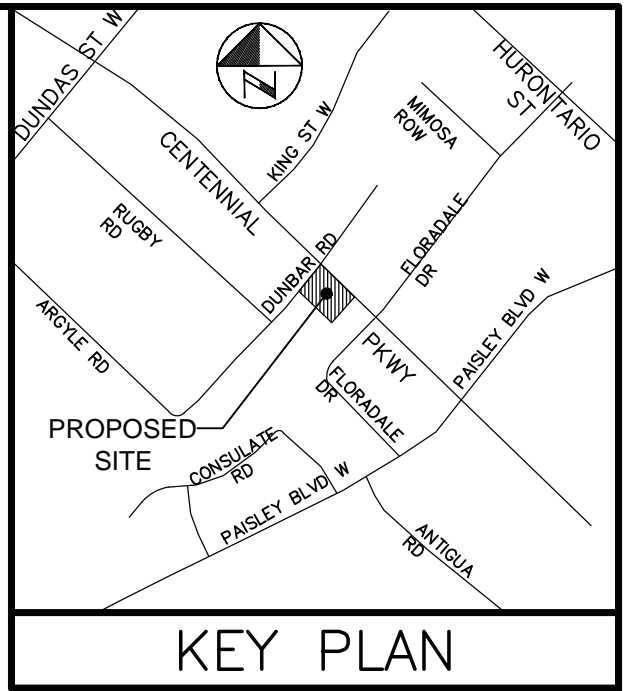 DUNDAS ST W
HURONTARIO
ST
KING ST W
MIMOSA
ROW
CENTENNIAL
RUGBY
RD
FLORADALE
DR
DUNBAR RD
ARGYLE RD
PAISLEY BLVD W
PKWY
FLORADALE
DR
PROPOSED
SITE
CONSULATE
RD
PAISLEY BLVD W
ANTIGUA
RD
KEY PLAN